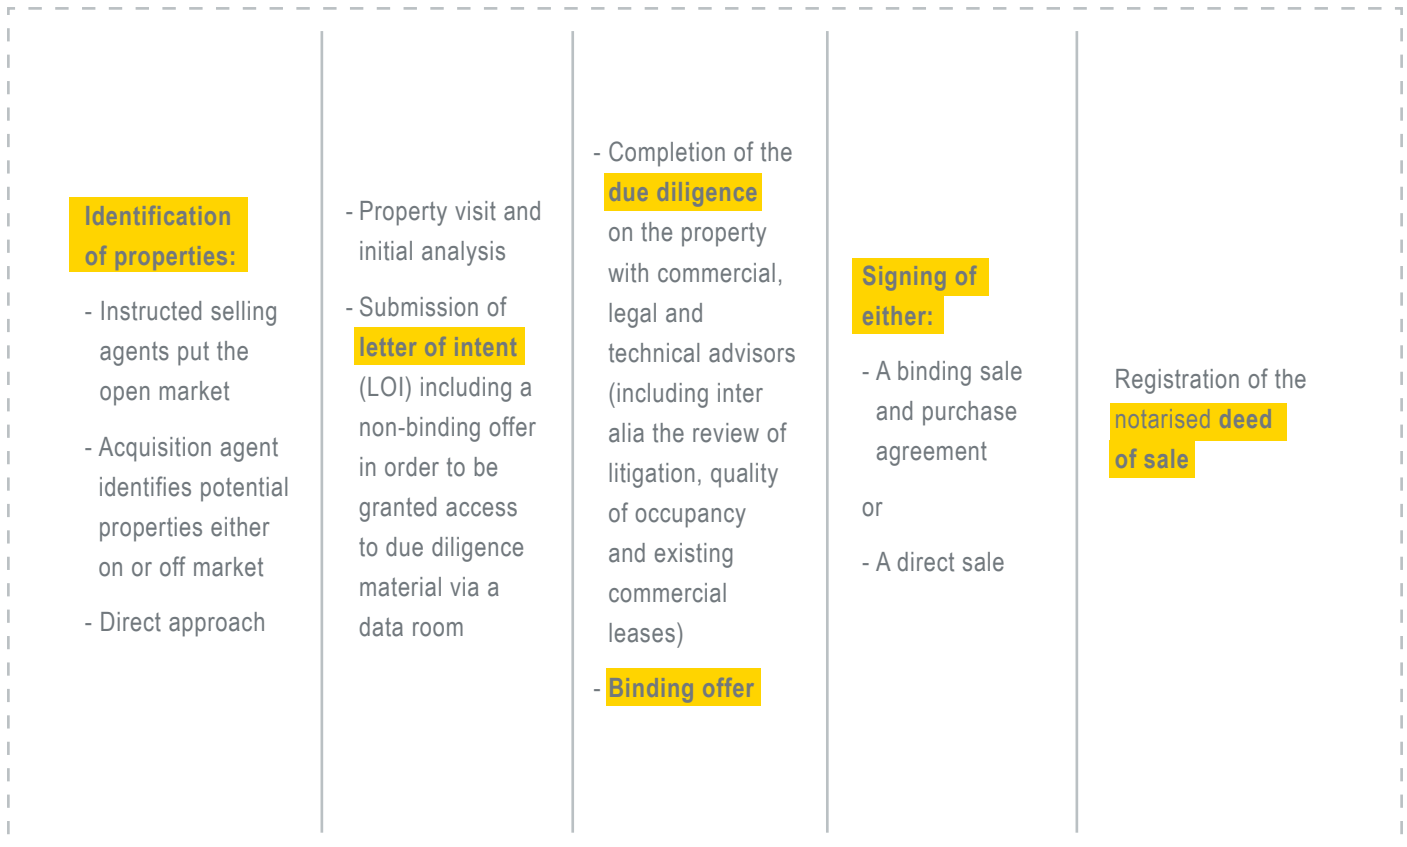 Identification
of properties:
- Instructed selling
agents put the
open market
- Acquisition agent
identifies potential
properties either
on or off market
- Direct approach
- Property visit and
initial analysis
- Submission of
letter of intent
(LOI) including a
non-binding offer
in order to be
granted access
to due diligence
material via a
data room
- Completion of the
due diligence
on the property
with commercial,
legal and
technical advisors
(including inter
alia the review of
litigation, quality
of occupancy
and existing
commercial
leases)
- Binding offer
Signing of
either:
- A binding sale
and purchase
agreement
or
- A direct sale
Registration of the
notarised deed
of sale